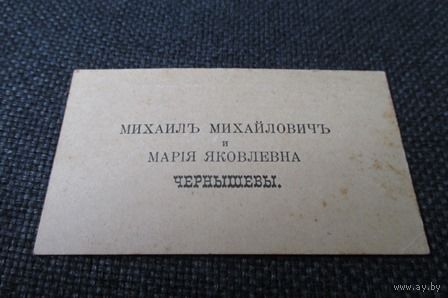 МИХАИЛЪ МИХАЙЛОВИЧЪ
И
МАРІЯ ЯКОВЛЕВНА
ЧЕРНЫШЕВЫ.
© www.ay.by